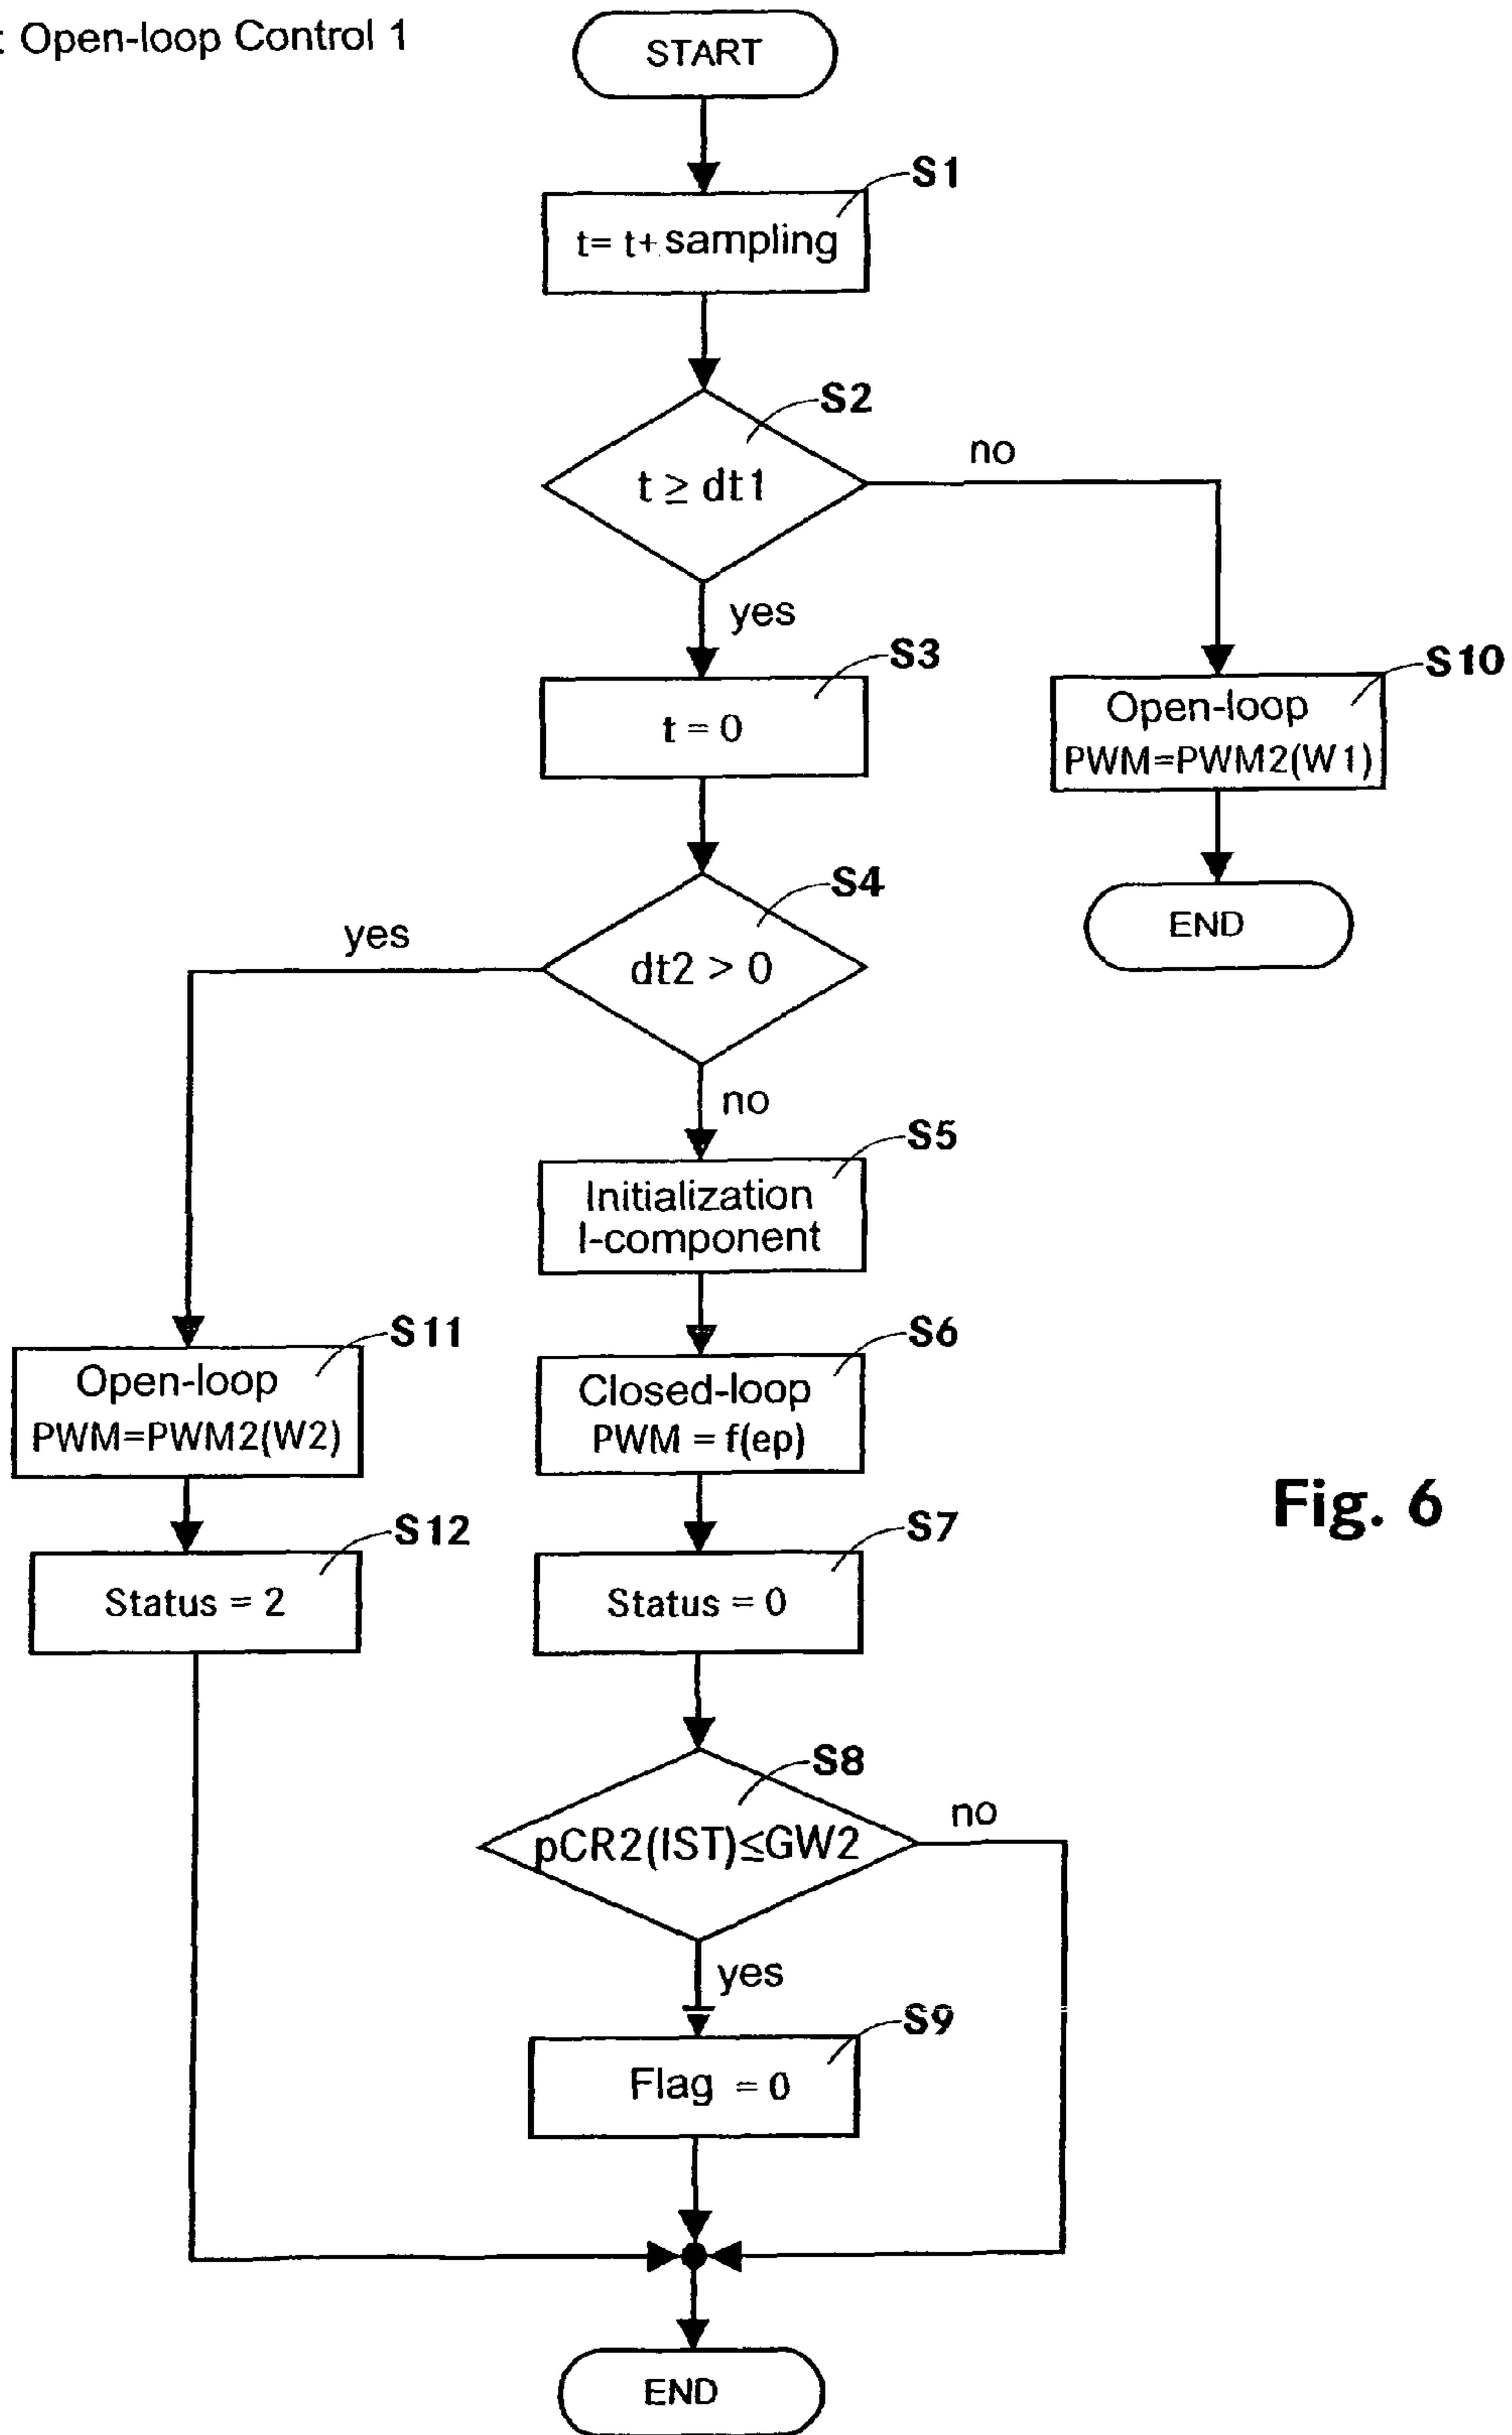 : Open-loop Control 1
START
S1
t= t+ sampling
S2
t ≥ dt1
no
yes
S3
t = 0
S10
Open-loop
PWM=PWM2(W1)
END
S4
dt2 > 0
yes
no
S5
Initialization
I-component
S11
Open-loop
PWM=PWM2(W2)
S6
Closed-loop
PWM = f(ep)
Fig. 6
S12
Status = 2
S7
Status = 0
S8
pCR2(IST)≤GW2
no
yes
S9
Flag = 0
END